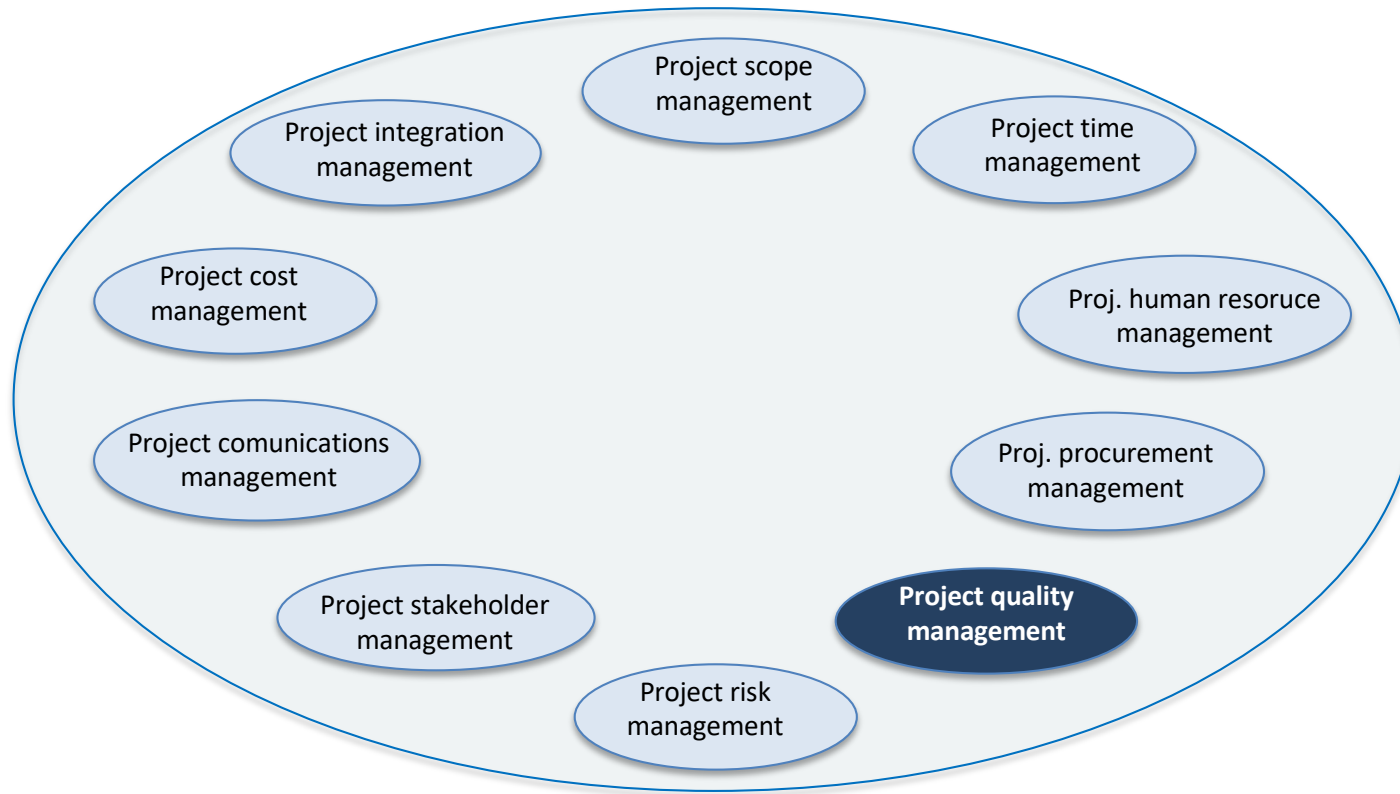 Project scope
management
Project integration
management
Project time
management
Project cost
management
Proj. human resoruce
management
Project comunications
management
Proj. procurement
management
Project stakeholder
management
Project quality
management
Project risk
management